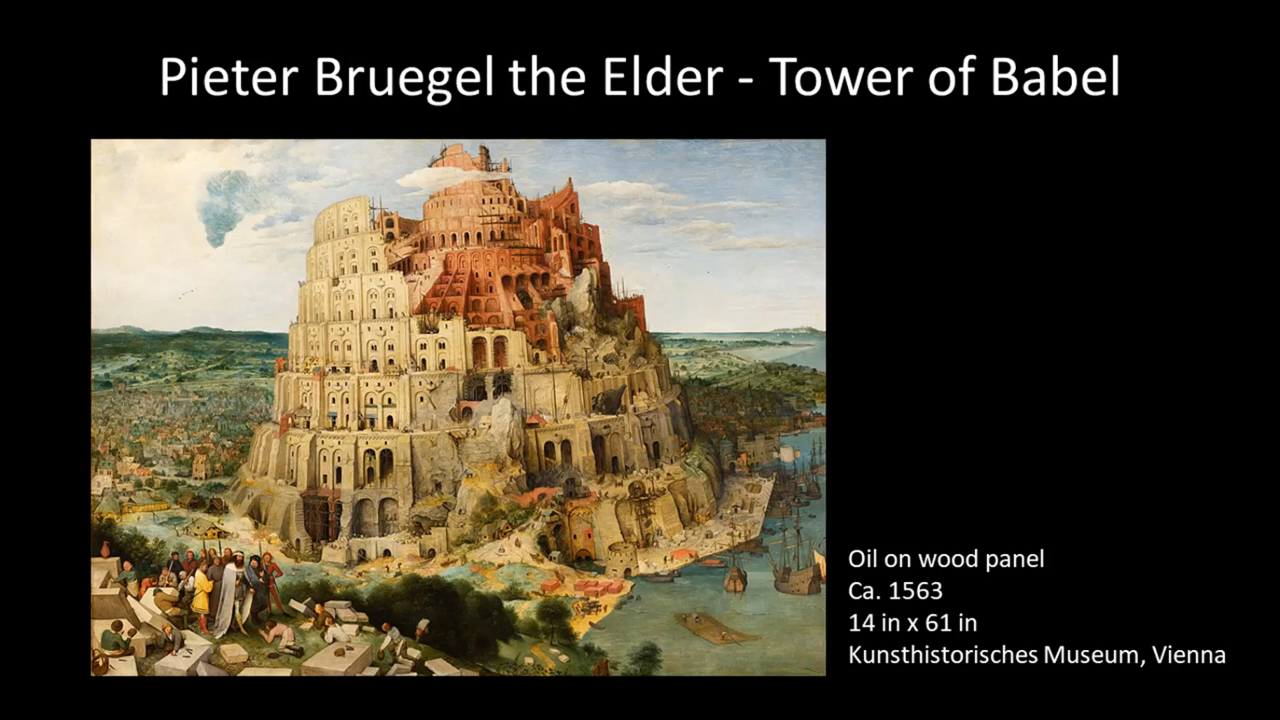 Pieter Bruegel the Elder - Tower of Babel
Oil on wood panel
Ca. 1563
14 in x 61 in
Kunsthistorisches Museum, Vienna